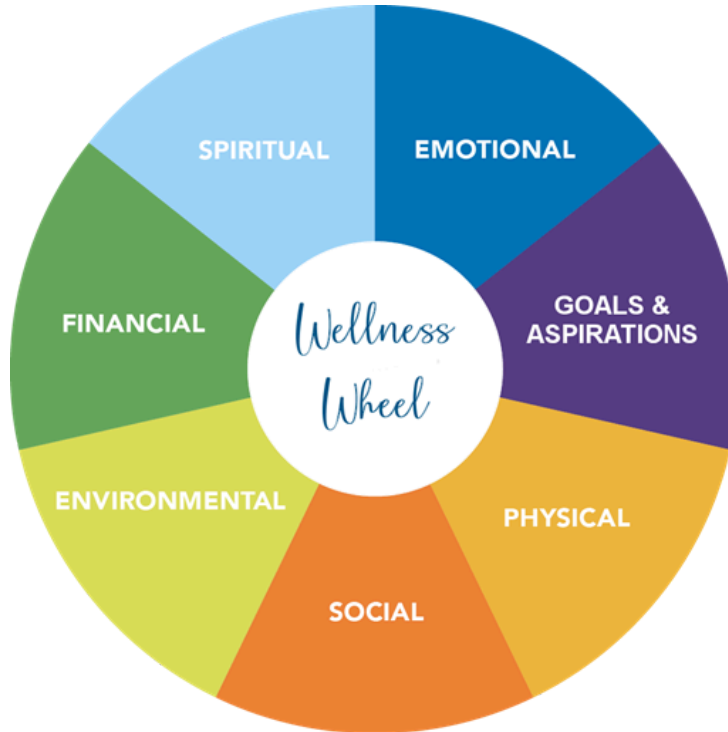 SPIRITUAL
EMOTIONAL
GOALS &
ASPIRATIONS
PHYSICAL
SOCIAL
ENVIRONMENTAL
FINANCIAL
Wellness
Wheel